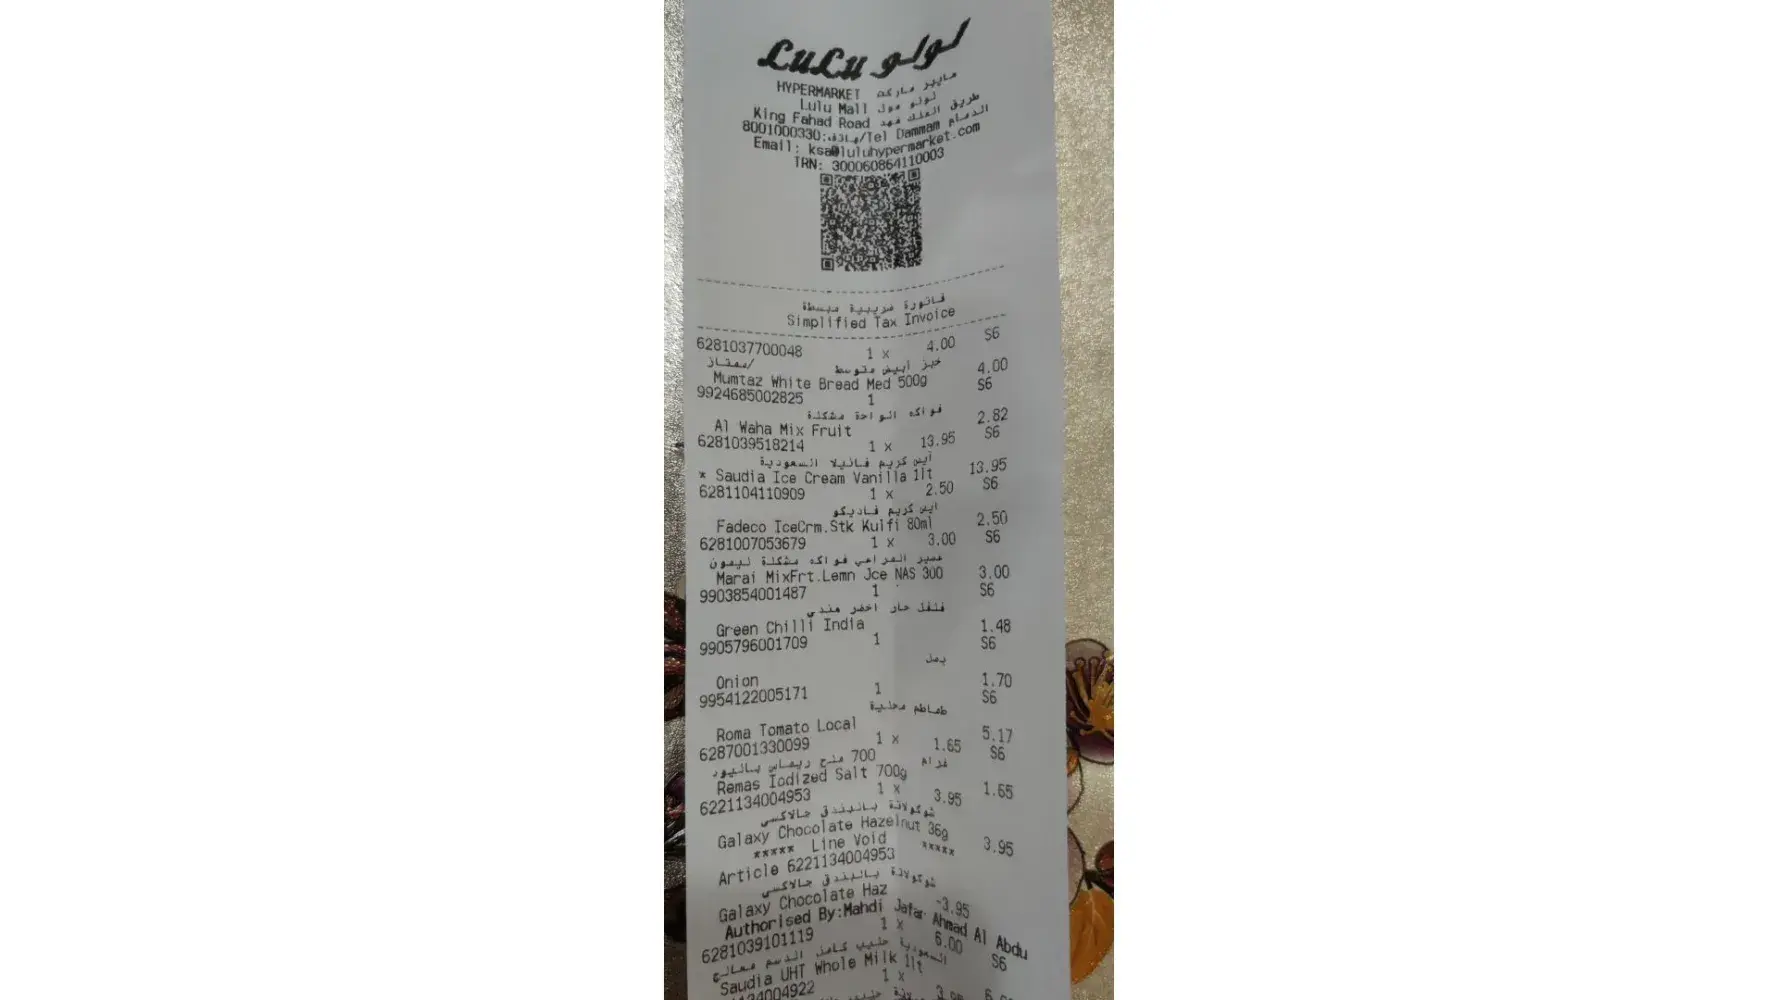 LuLu لولو
HYPERMARKET هايبر ماركت
Lulu Mall لولو مول
King Fahad Road طريق الملك فهد
8001000330:هاتف/Tel Dammam الدمام
Email: ksa@luluhypermarket.com
TRN: 300060864110003
فاتورة ضريبية مبسطة
Simplified Tax Invoice
6281037700048 1 x 4.00 S6
خبز أبيض متوسط /ممتاز
Mumtaz White Bread Med 500g 4.00
9924685002825 1 S6
فواكه الواحة مشكلة
Al Waha Mix Fruit 2.82
6281039518214 1 x 13.95 S6
آيس كريم فانيلا السعودية
* Saudia Ice Cream Vanilla 1lt 13.95
6281104110909 1 x 2.50 S6
ايس كريم فاديكو
Fadeco IceCrm.Stk Kulfi 80ml 2.50
6281007053679 1 x 3.00 S6
عصير المراعي فواكه مشكلة ليمون
Marai MixFrt.Lemn Jce NAS 300 3.00
9903854001487 1 S6
فلفل حار اخضر هندي
Green Chilli India 1.48
9905796001709 1 S6
بصل
Onion 1.70
9954122005171 1 S6
طماطم محلية
Roma Tomato Local 5.17
6287001330099 1 x 1.65 S6
700 ملح ريماس باليود جرام
Remas Iodized Salt 700g 1.65
6221134004953 1 x 3.95
شوكولاتة بالبندق جالاكسي
Galaxy Chocolate Hazelnut 36g 3.95
***** Line Void *****
Article 6221134004953
شوكولاتة بالبندق جالاكسي
Galaxy Chocolate Haz -3.95
Authorised By:Mahdi Jafar Ahmad Al Abdu
6281039101119 1 x 6.00 S6
السعودية حليب كامل الدسم معالج
Saudia UHT Whole Milk 1lt
1 x